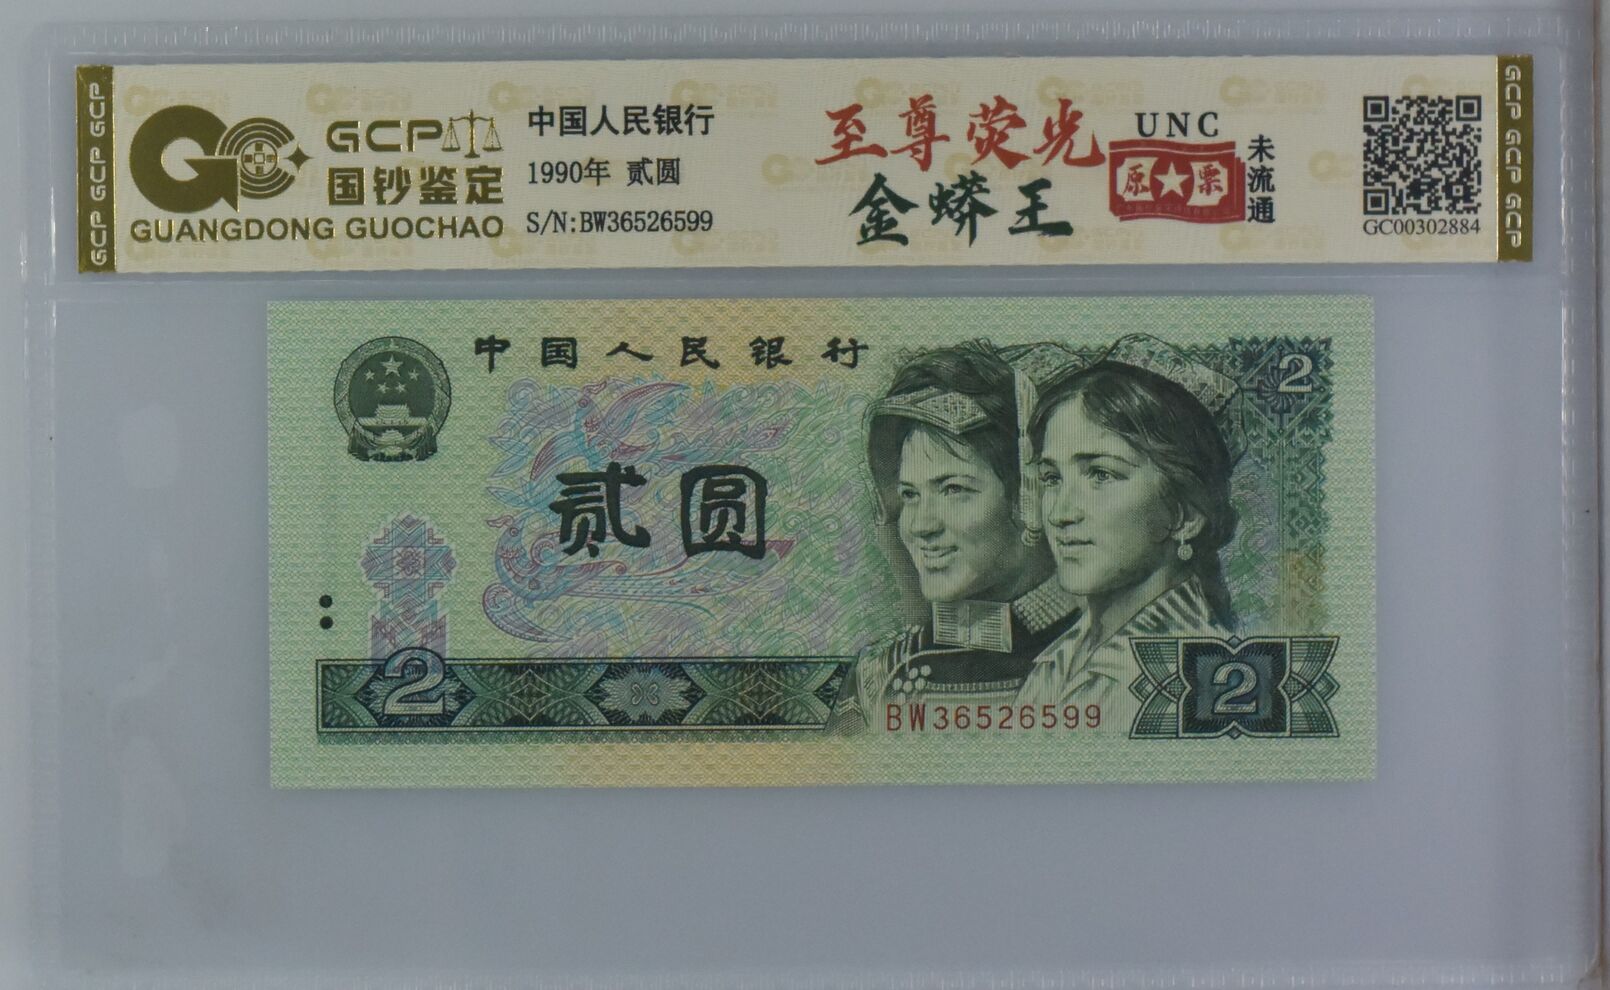 GCP GCP GCP
GCP
国钞鉴定
GUANGDONG GUOCHAO
中国人民银行
1990年 贰圆
S/N:BW36526599
至尊荧光
金蟒王
UNC
原★票
未流通
GC00302884
GCP GCP GCP
中国人民银行
2
贰圆
2
BW36526599
2